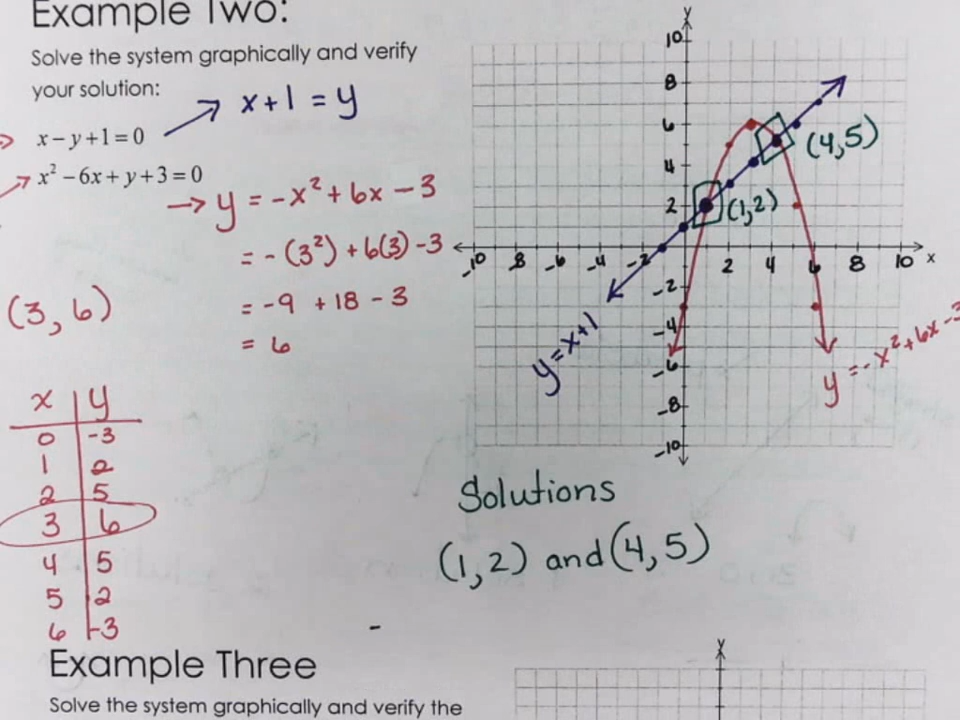 Example Two:
Solve the system graphically and verify
your solution:
x + 1 = y
x − y + 1 = 0
x² − 6x + y + 3 = 0
y = -x² + 6x - 3
= -(3²) + 6(3) - 3
= -9 + 18 - 3
= 6
(3, 6)
x y
0 -3
1 2
2 5
3 6
4 5
5 2
6 -3
y
10
8
6
4
2
-10 -8 -6 -4 -2 2 4 6 8 10 x
-2
-4
-6
-8
-10
(4, 5)
(1, 2)
y = x+1
y = -x² + 6x - 3
Solutions
(1, 2) and (4, 5)
Example Three
Solve the system graphically and verify the
y